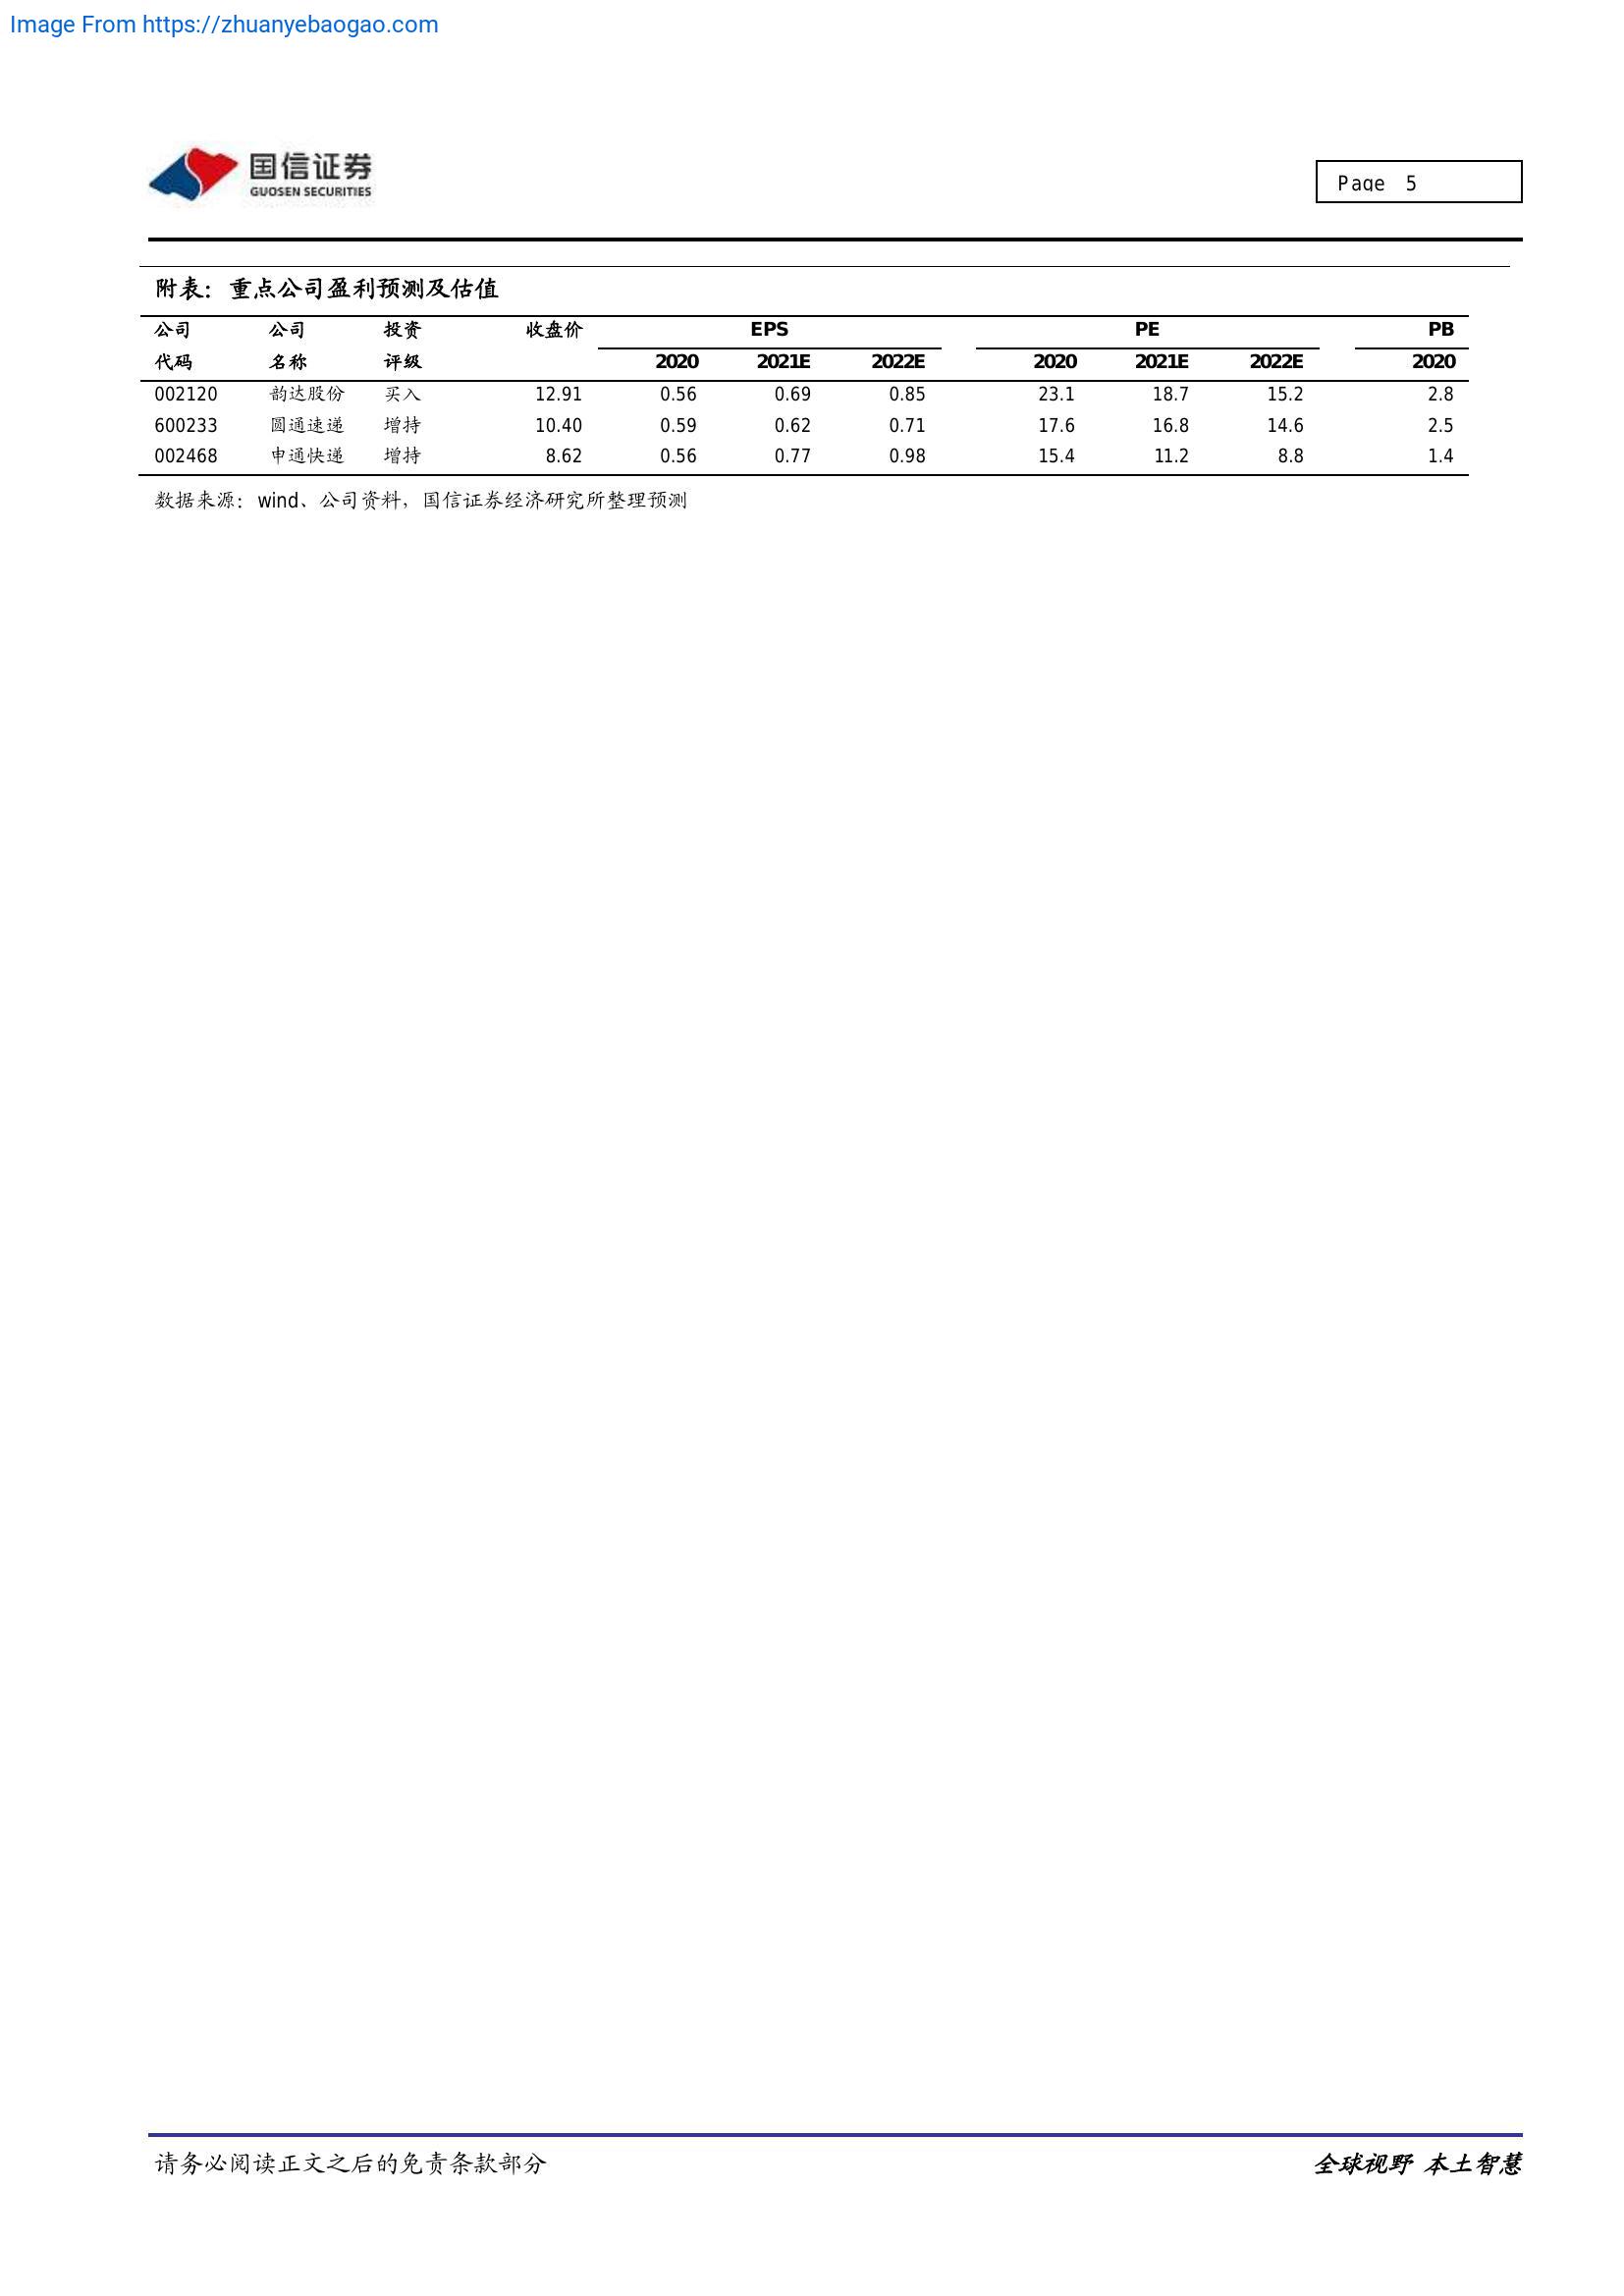 Image From https://zhuanyebaogao.com
国信证券
GUOSEN SECURITIES
Page 5
附表：重点公司盈利预测及估值
公司 公司 投资 收盘价 EPS PE PB
代码 名称 评级 2020 2021E 2022E 2020 2021E 2022E 2020
002120 韵达股份 买入 12.91 0.56 0.69 0.85 23.1 18.7 15.2 2.8
600233 圆通速递 增持 10.40 0.59 0.62 0.71 17.6 16.8 14.6 2.5
002468 申通快递 增持 8.62 0.56 0.77 0.98 15.4 11.2 8.8 1.4
数据来源：wind、公司资料，国信证券经济研究所整理预测
请务必阅读正文之后的免责条款部分 全球视野 本土智慧